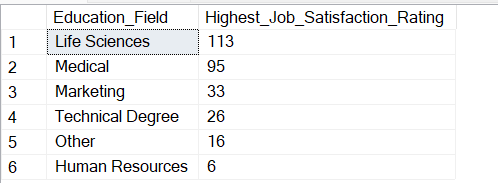 Education_Field Highest_Job_Satisfaction_Rating
1 Life Sciences 113
2 Medical 95
3 Marketing 33
4 Technical Degree 26
5 Other 16
6 Human Resources 6